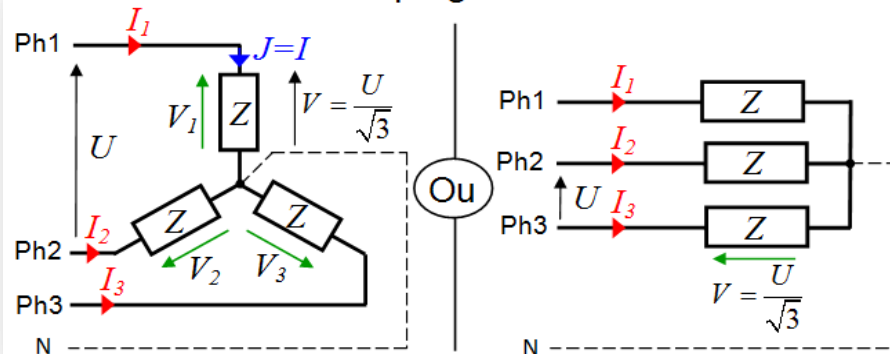 Ph1
I1
J=I
V1
Z
V = U/√3
U
Z
Z
I2
Ph2
V2
V3
I3
Ph3
N
Ou
Ph1
I1
Z
Ph2
I2
Z
U
Ph3
I3
Z
V = U/√3
N